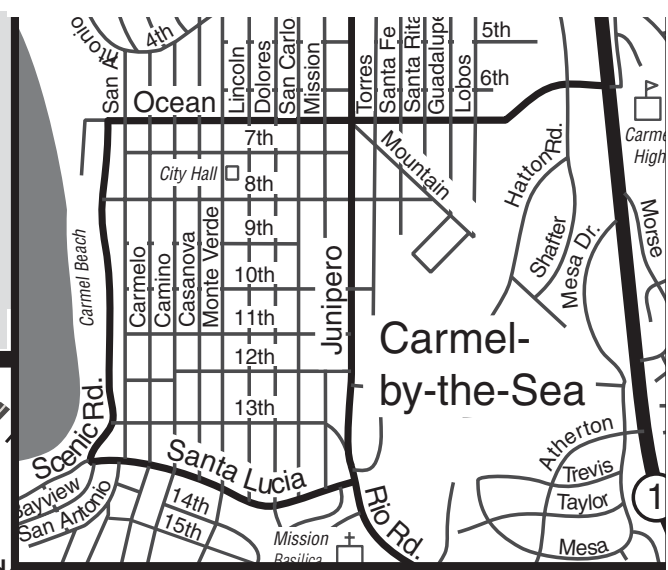 San Antonio
4th
Lincoln
Dolores
San Carlo
Mission
Torres
Santa Fe
Santa Rita
Guadalupe
Lobos
5th
6th
Ocean
7th
Mountain
City Hall
8th
Hatton Rd.
Carme
High
Shafter
Mesa Dr.
Morse
Carmel Beach
9th
Carmelo
Camino
Casanova
Monte Verde
10th
Junipero
11th
12th
Carmel-
by-the-Sea
13th
Scenic Rd.
Santa Lucia
Atherton
Trevis
Taylor
1
Bayview
San Antonio
14th
15th
Rio Rd.
Mission
Basilica
Mesa